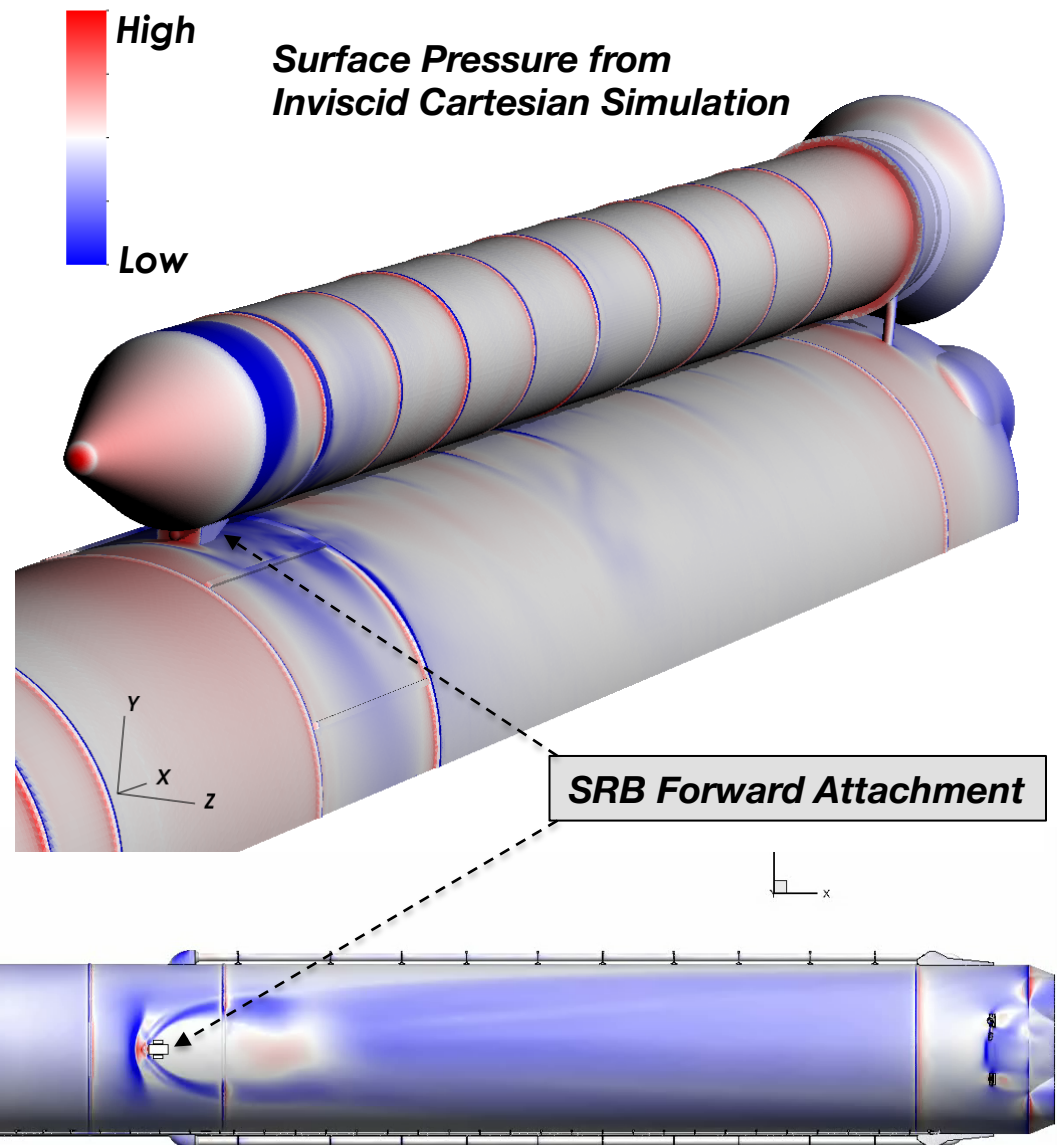 High
Surface Pressure from
Inviscid Cartesian Simulation
Low
Y
X
Z
SRB Forward Attachment
X